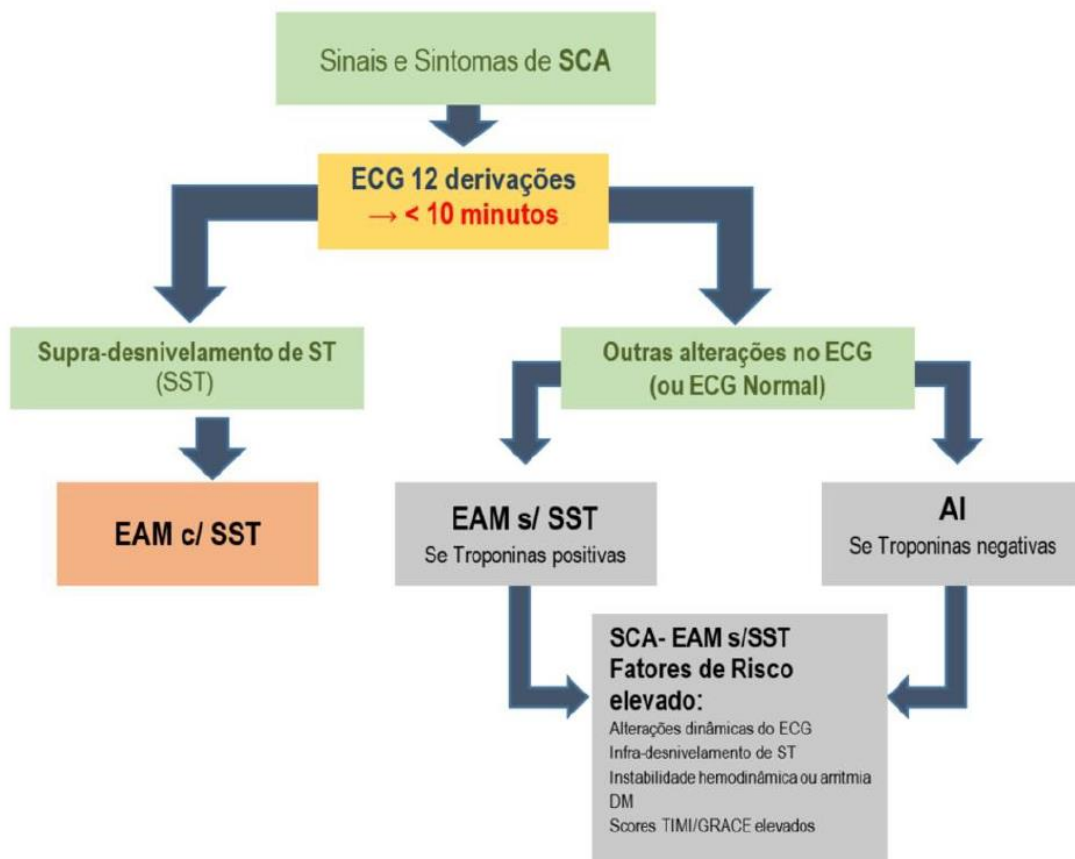 Sinais e Sintomas de SCA
ECG 12 derivações
→ < 10 minutos
Supra-desnivelamento de ST
(SST)
Outras alterações no ECG
(ou ECG Normal)
EAM c/ SST
EAM s/ SST
Se Troponinas positivas
AI
Se Troponinas negativas
SCA- EAM s/SST
Fatores de Risco
elevado:
Alterações dinâmicas do ECG
Infra-desnivelamento de ST
Instabilidade hemodinâmica ou arritmia
DM
Scores TIMI/GRACE elevados